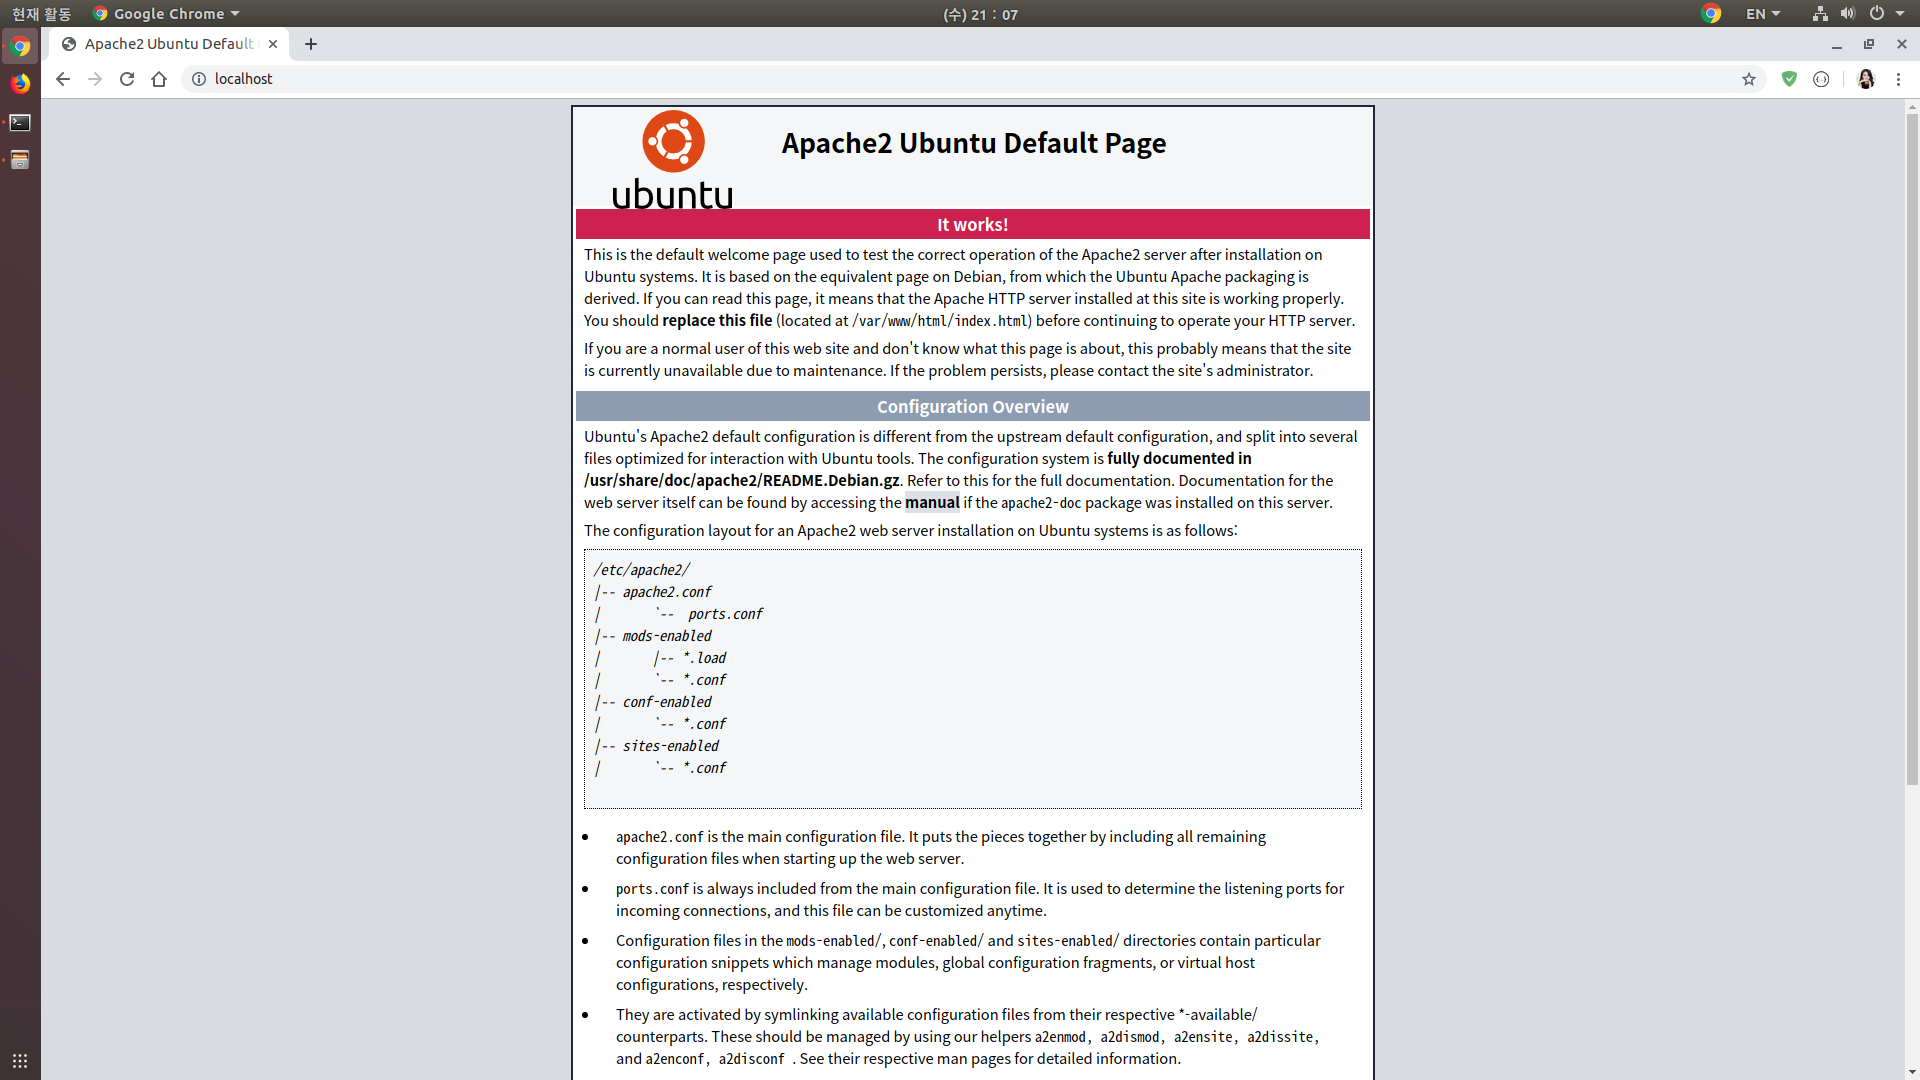 현재 활동
Google Chrome
(수) 21 : 07
EN
Apache2 Ubuntu Default
localhost
ubuntu
Apache2 Ubuntu Default Page
It works!
This is the default welcome page used to test the correct operation of the Apache2 server after installation on
Ubuntu systems. It is based on the equivalent page on Debian, from which the Ubuntu Apache packaging is
derived. If you can read this page, it means that the Apache HTTP server installed at this site is working properly.
You should replace this file (located at /var/www/html/index.html) before continuing to operate your HTTP server.
If you are a normal user of this web site and don't know what this page is about, this probably means that the site
is currently unavailable due to maintenance. If the problem persists, please contact the site's administrator.
Configuration Overview
Ubuntu's Apache2 default configuration is different from the upstream default configuration, and split into several
files optimized for interaction with Ubuntu tools. The configuration system is fully documented in
/usr/share/doc/apache2/README.Debian.gz. Refer to this for the full documentation. Documentation for the
web server itself can be found by accessing the manual if the apache2-doc package was installed on this server.
The configuration layout for an Apache2 web server installation on Ubuntu systems is as follows:
/etc/apache2/
|-- apache2.conf
|       `--  ports.conf
|-- mods-enabled
|       |-- *.load
|       `-- *.conf
|-- conf-enabled
|       `-- *.conf
|-- sites-enabled
|       `-- *.conf
• apache2.conf is the main configuration file. It puts the pieces together by including all remaining
configuration files when starting up the web server.
• ports.conf is always included from the main configuration file. It is used to determine the listening ports for
incoming connections, and this file can be customized anytime.
• Configuration files in the mods-enabled/, conf-enabled/ and sites-enabled/ directories contain particular
configuration snippets which manage modules, global configuration fragments, or virtual host
configurations, respectively.
• They are activated by symlinking available configuration files from their respective *-available/
counterparts. These should be managed by using our helpers a2enmod, a2dismod, a2ensite, a2dissite,
and a2enconf, a2disconf . See their respective man pages for detailed information.